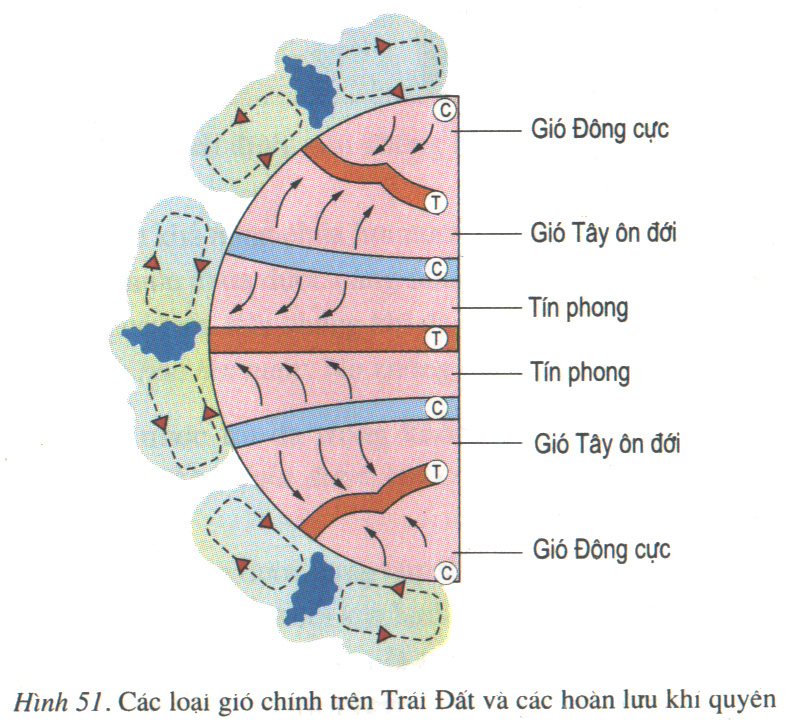 C
Gió Đông cực
T
Gió Tây ôn đới
C
Tín phong
T
Tín phong
C
Gió Tây ôn đới
T
Gió Đông cực
C
Hình 51. Các loại gió chính trên Trái Đất và các hoàn lưu khí quyên